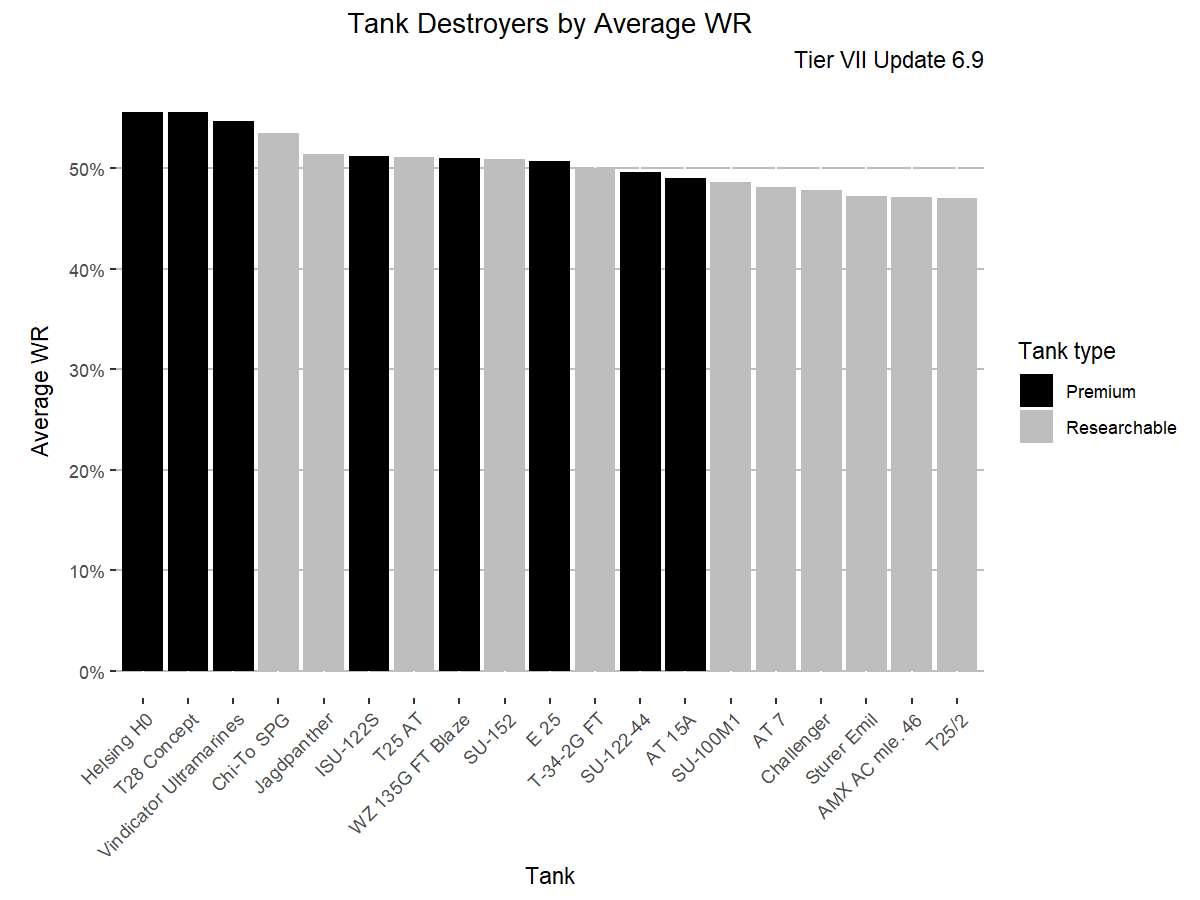 Tank Destroyers by Average WR
Tier VII Update 6.9
Average WR
50%
40%
30%
20%
10%
0%
Helsing H0
T28 Concept
Vindicator Ultramarines
Chi-To SPG
Jagdpanther
ISU-122S
T25 AT
WZ 135G FT Blaze
SU-152
E 25
T-34-2G FT
SU-122-44
AT 15A
SU-100M1
AT 7
Challenger
Sturer Emil
AMX AC mle. 46
T25/2
Tank
Tank type
Premium
Researchable